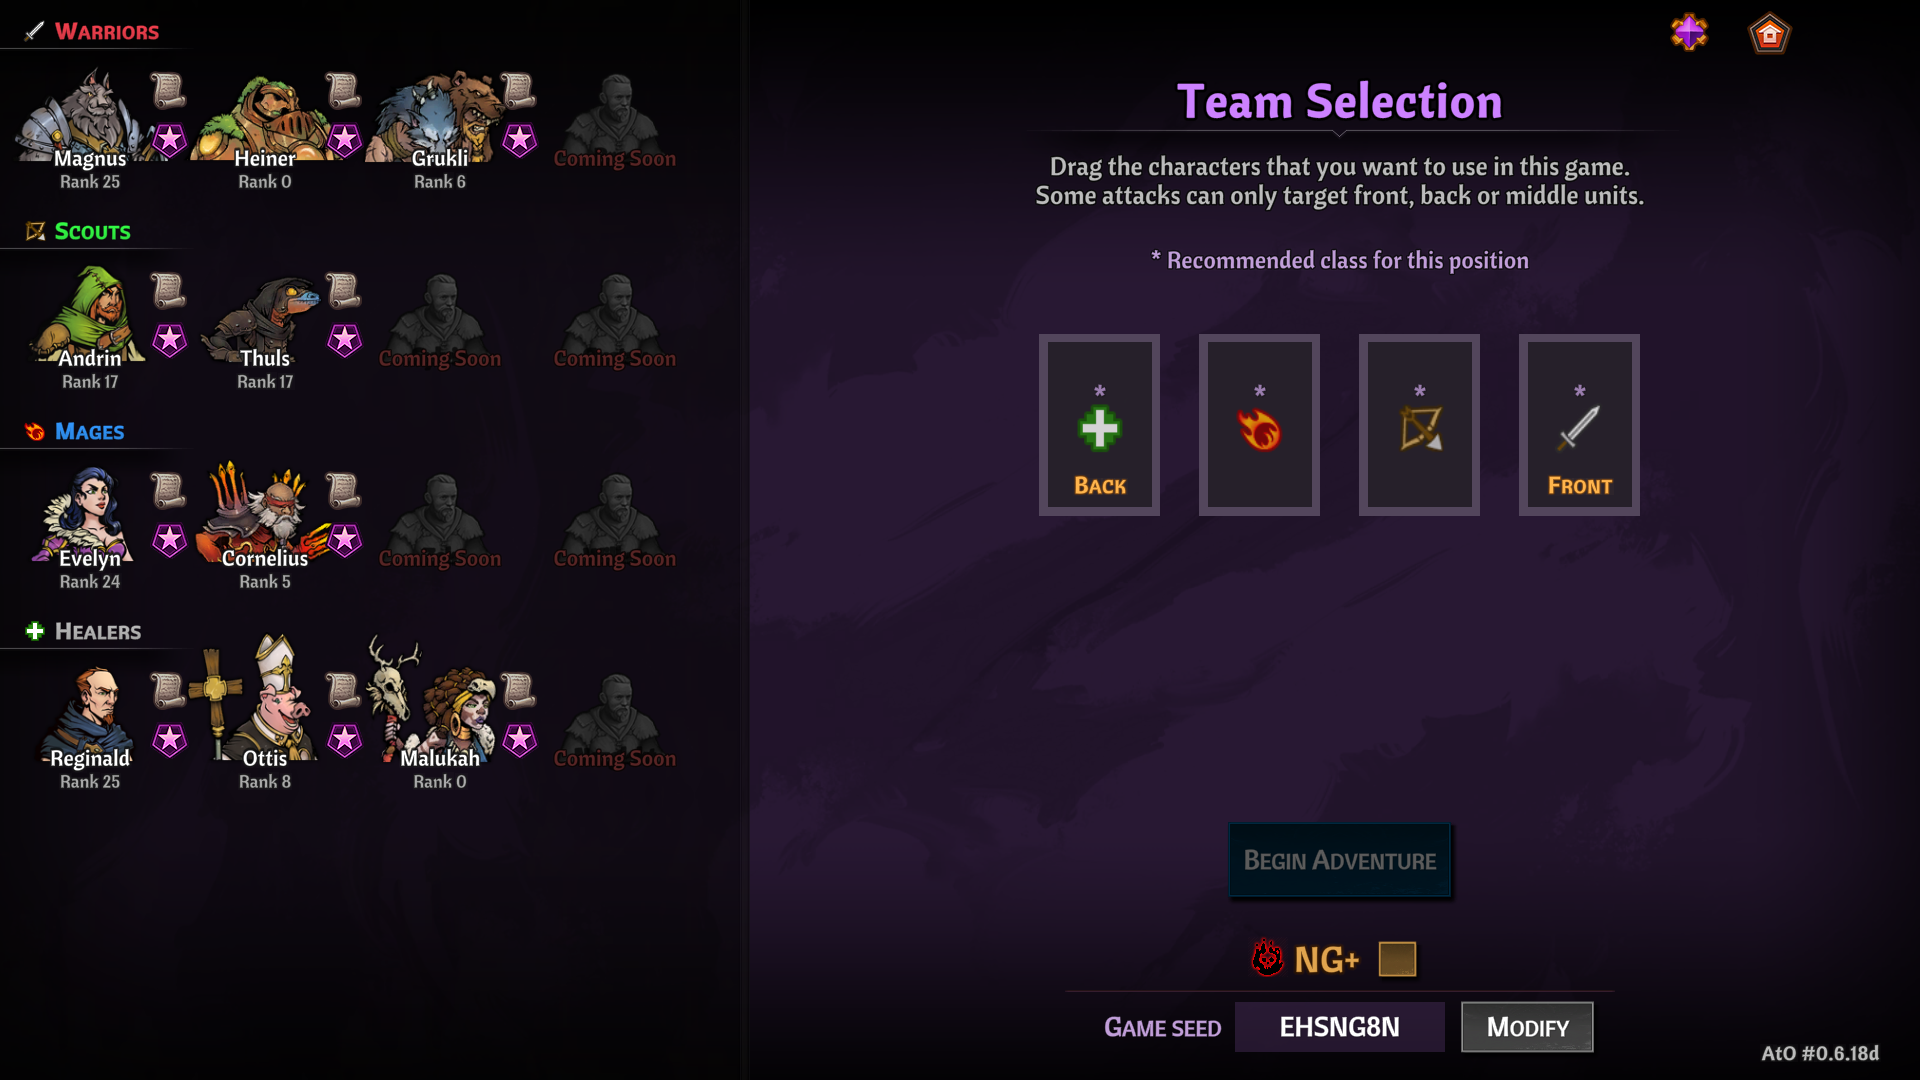 WARRIORS
Magnus
Rank 25
Heiner
Rank 0
Grukli
Rank 6
Coming Soon
SCOUTS
Andrin
Rank 17
Thuls
Rank 17
Coming Soon
Coming Soon
MAGES
Evelyn
Rank 24
Cornelius
Rank 5
Coming Soon
Coming Soon
HEALERS
Reginald
Rank 25
Ottis
Rank 8
Malukah
Rank 0
Coming Soon
Team Selection
Drag the characters that you want to use in this game.
Some attacks can only target front, back or middle units.
* Recommended class for this position
*
*
*
*
BACK
FRONT
BEGIN ADVENTURE
NG+
GAME SEED
EHSNG8N
MODIFY
AtO #0.6.18d